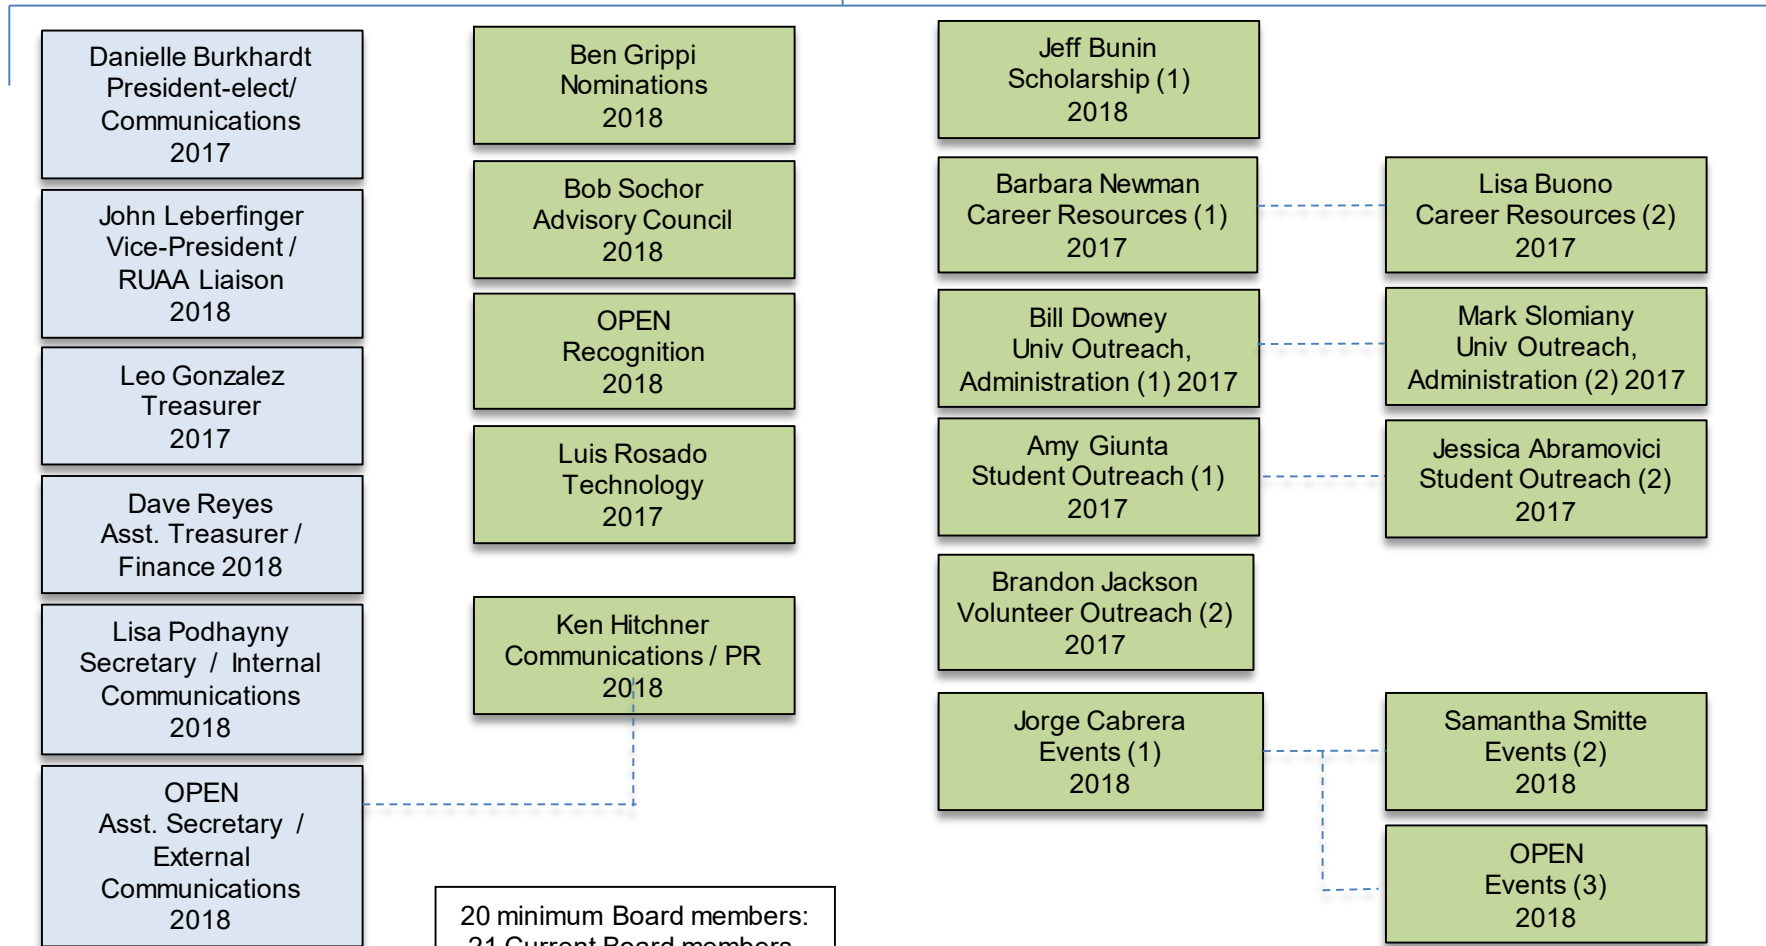 Danielle Burkhardt
President-elect/
Communications
2017
John Leberfinger
Vice-President /
RUAA Liaison
2018
Leo Gonzalez
Treasurer
2017
Dave Reyes
Asst. Treasurer /
Finance 2018
Lisa Podhayny
Secretary / Internal
Communications
2018
OPEN
Asst. Secretary /
External
Communications
2018
Ben Grippi
Nominations
2018
Bob Sochor
Advisory Council
2018
OPEN
Recognition
2018
Luis Rosado
Technology
2017
Ken Hitchner
Communications / PR
2018
20 minimum Board members:
21 Current Board members
Jeff Bunin
Scholarship (1)
2018
Barbara Newman
Career Resources (1)
2017
Lisa Buono
Career Resources (2)
2017
Bill Downey
Univ Outreach,
Administration (1) 2017
Mark Slomiany
Univ Outreach,
Administration (2) 2017
Amy Giunta
Student Outreach (1)
2017
Jessica Abramovici
Student Outreach (2)
2017
Brandon Jackson
Volunteer Outreach (2)
2017
Jorge Cabrera
Events (1)
2018
Samantha Smitte
Events (2)
2018
OPEN
Events (3)
2018